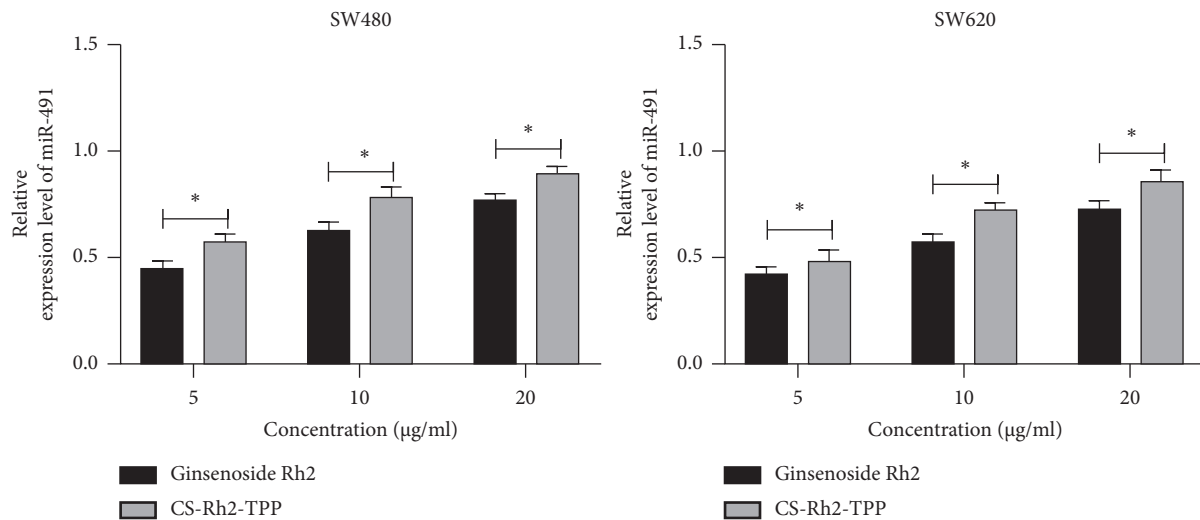 SW480
Relative
expression level of miR-491
1.5
1.0
0.5
0.0
*
*
*
5
10
20
Concentration (μg/ml)
Ginsenoside Rh2
CS-Rh2-TPP
SW620
Relative
expression level of miR-491
1.5
1.0
0.5
0.0
*
*
*
5
10
20
Concentration (μg/ml)
Ginsenoside Rh2
CS-Rh2-TPP